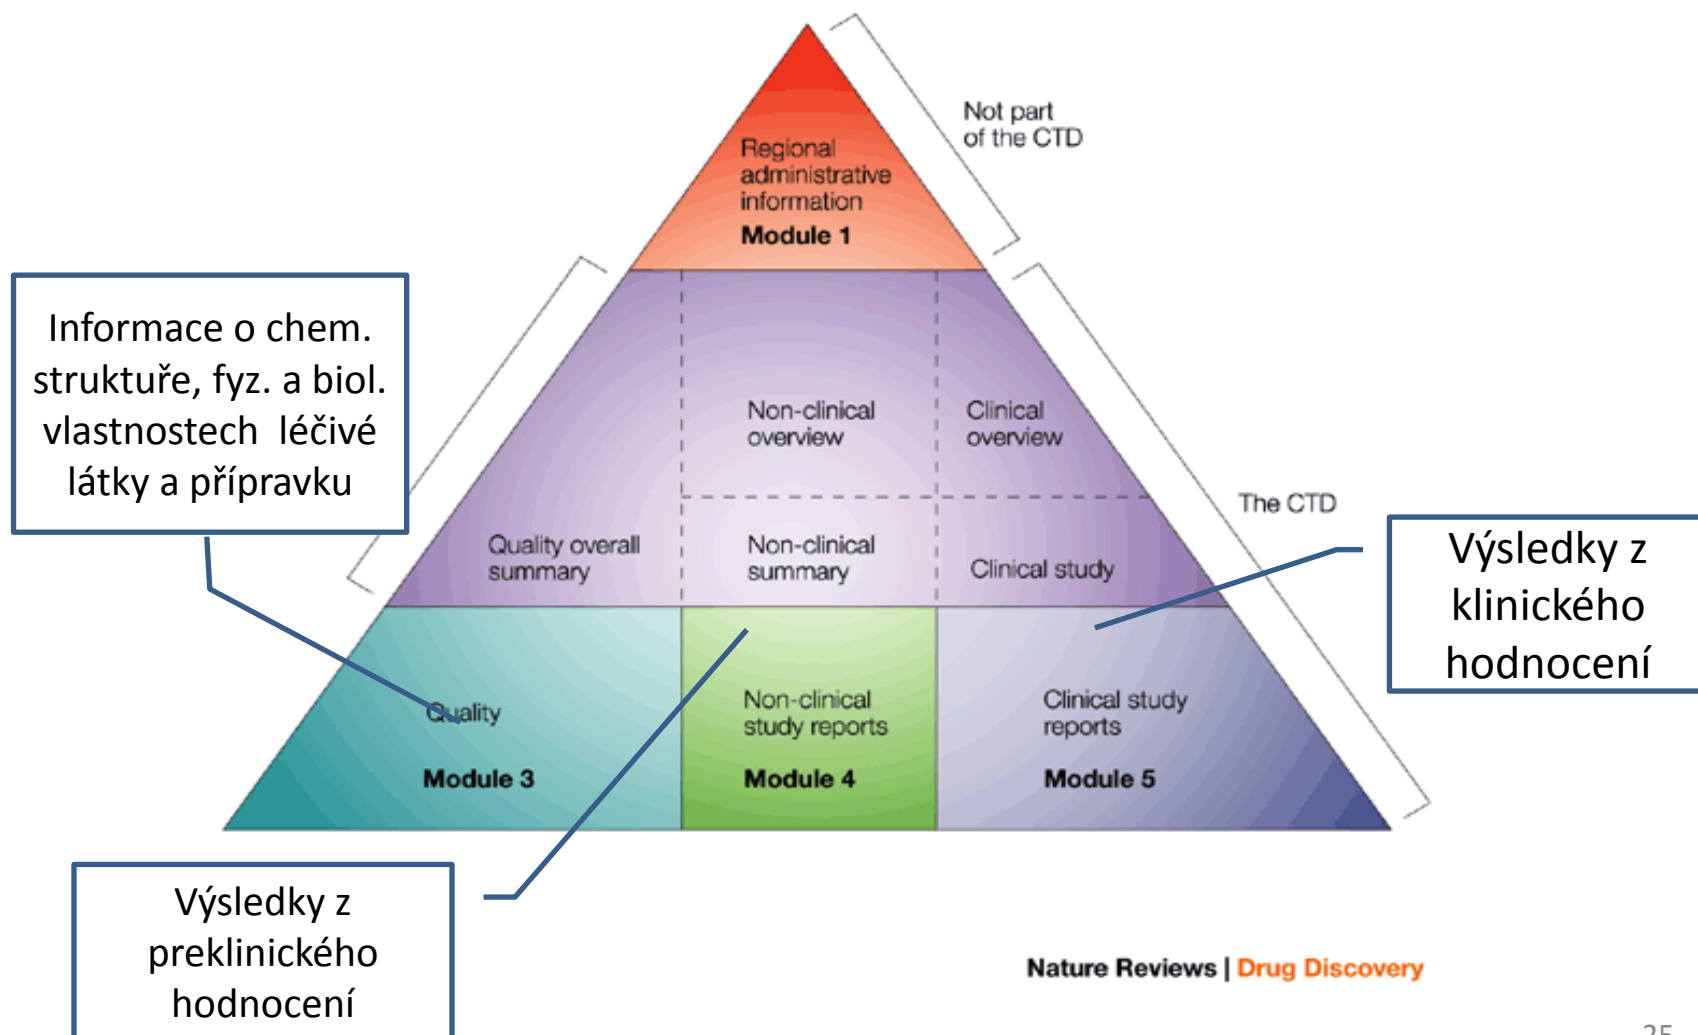 Not part
of the CTD
Regional
administrative
information
Module 1
Informace o chem.
struktuře, fyz. a biol.
vlastnostech léčivé
látky a přípravku
Non-clinical
overview
Clinical
overview
The CTD
Quality overall
summary
Non-clinical
summary
Clinical study
Výsledky z
klinického
hodnocení
Quality
Module 3
Non-clinical
study reports
Module 4
Clinical study
reports
Module 5
Výsledky z
preklinického
hodnocení
Nature Reviews | Drug Discovery
25